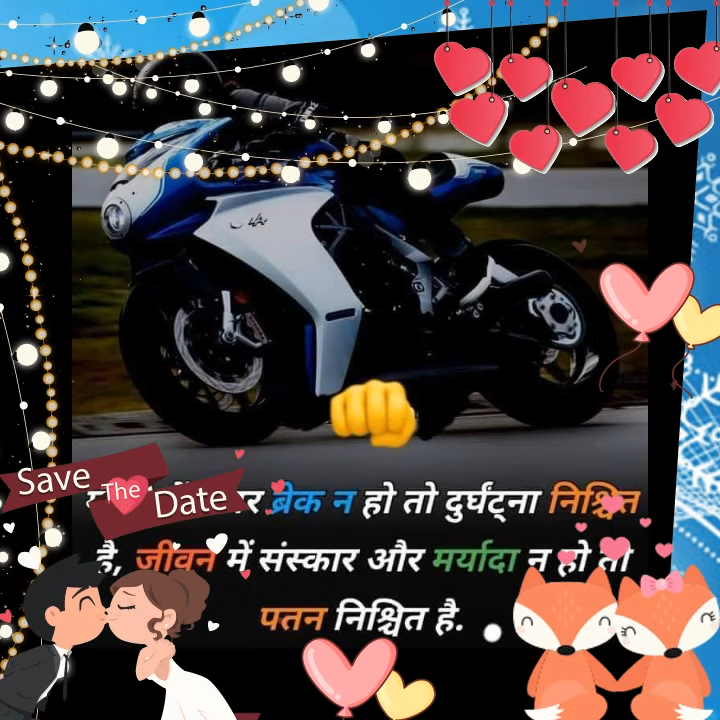 Save The Date
र ब्रेक न हो तो दुर्घट्ना निश्चित
है, जीवन में संस्कार और मर्यादा न हो तो
पतन निश्चित है.